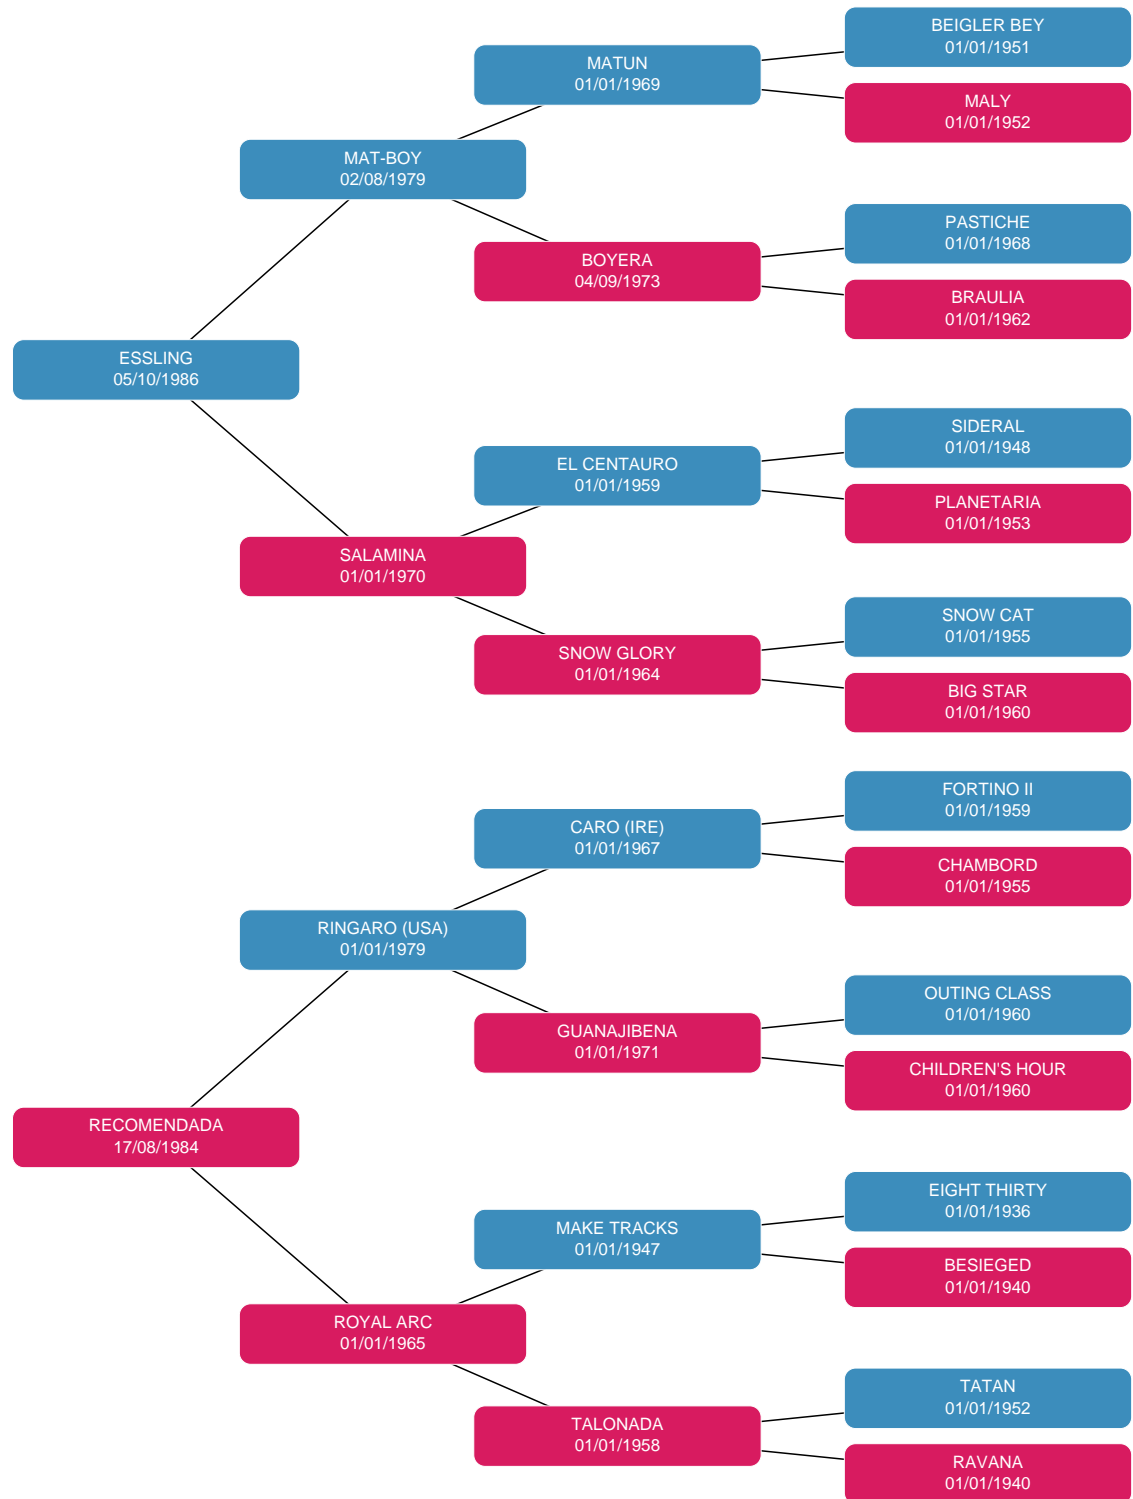 BEIGLER BEY
01/01/1951
MATUN
01/01/1969
MALY
01/01/1952
MAT-BOY
02/08/1979
PASTICHE
01/01/1968
BOYERA
04/09/1973
BRAULIA
01/01/1962
ESSLING
05/10/1986
SIDERAL
01/01/1948
EL CENTAURO
01/01/1959
PLANETARIA
01/01/1953
SALAMINA
01/01/1970
SNOW CAT
01/01/1955
SNOW GLORY
01/01/1964
BIG STAR
01/01/1960
FORTINO II
01/01/1959
CARO (IRE)
01/01/1967
CHAMBORD
01/01/1955
RINGARO (USA)
01/01/1979
OUTING CLASS
01/01/1960
GUANAJIBENA
01/01/1971
CHILDREN'S HOUR
01/01/1960
RECOMENDADA
17/08/1984
EIGHT THIRTY
01/01/1936
MAKE TRACKS
01/01/1947
BESIEGED
01/01/1940
ROYAL ARC
01/01/1965
TATAN
01/01/1952
TALONADA
01/01/1958
RAVANA
01/01/1940